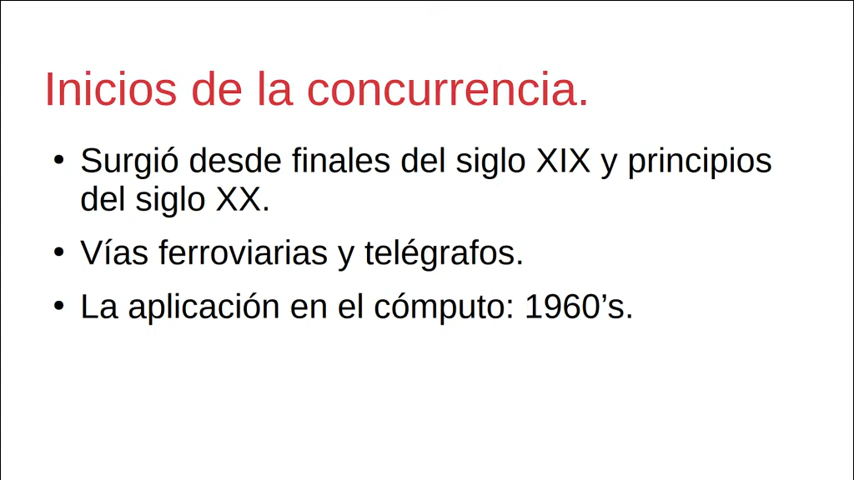 Inicios de la concurrencia.
• Surgió desde finales del siglo XIX y principios
del siglo XX.
• Vías ferroviarias y telégrafos.
• La aplicación en el cómputo: 1960’s.